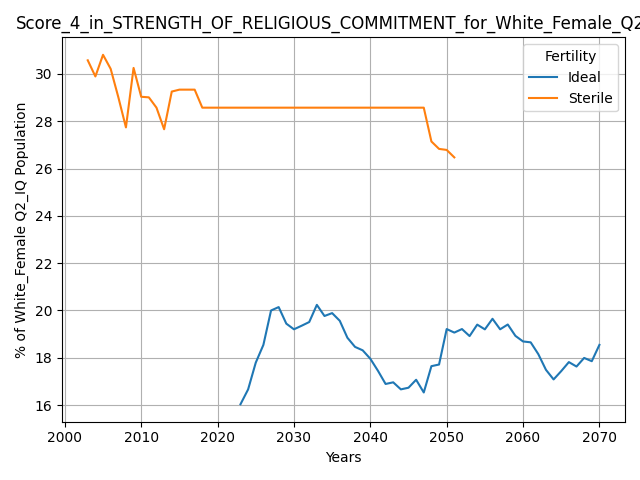 Score_4_in_STRENGTH_OF_RELIGIOUS_COMMITMENT_for_White_Female_Q2
Fertility
Ideal
Sterile
% of White_Female Q2_IQ Population
30
28
26
24
22
20
18
16
2000 2010 2020 2030 2040 2050 2060 2070
Years